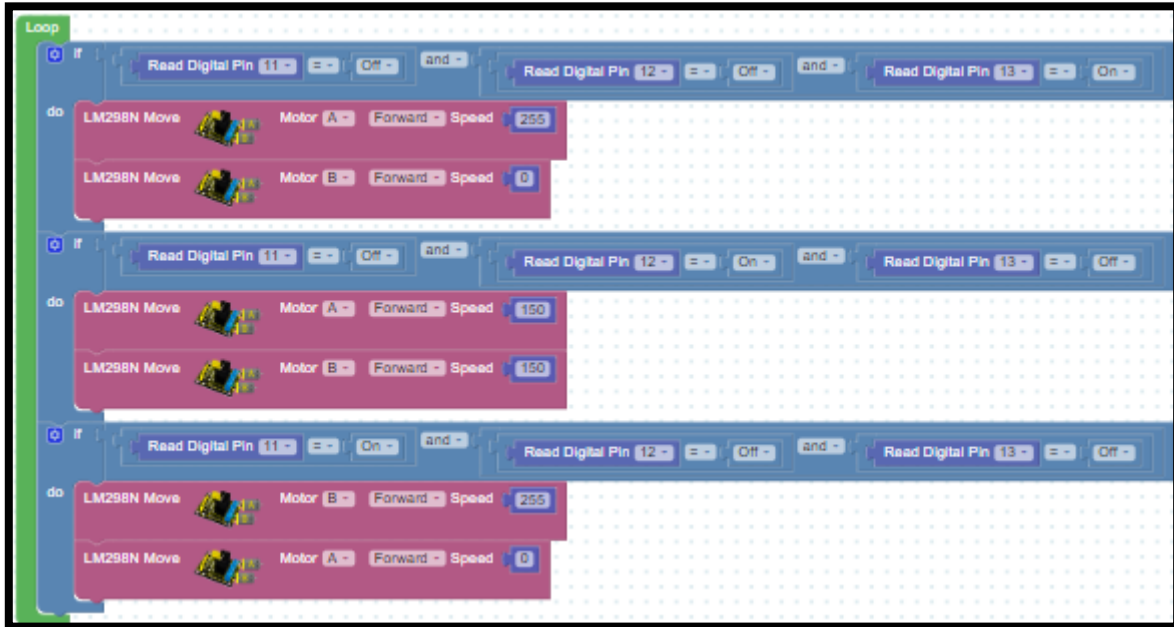 Loop
if Read Digital Pin 11 = Off and Read Digital Pin 12 = Off and Read Digital Pin 13 = On
do LM298N Move Motor A Forward Speed 255
LM298N Move Motor B Forward Speed 0
if Read Digital Pin 11 = Off and Read Digital Pin 12 = On and Read Digital Pin 13 = Off
do LM298N Move Motor A Forward Speed 150
LM298N Move Motor B Forward Speed 150
if Read Digital Pin 11 = On and Read Digital Pin 12 = Off and Read Digital Pin 13 = Off
do LM298N Move Motor B Forward Speed 255
LM298N Move Motor A Forward Speed 0